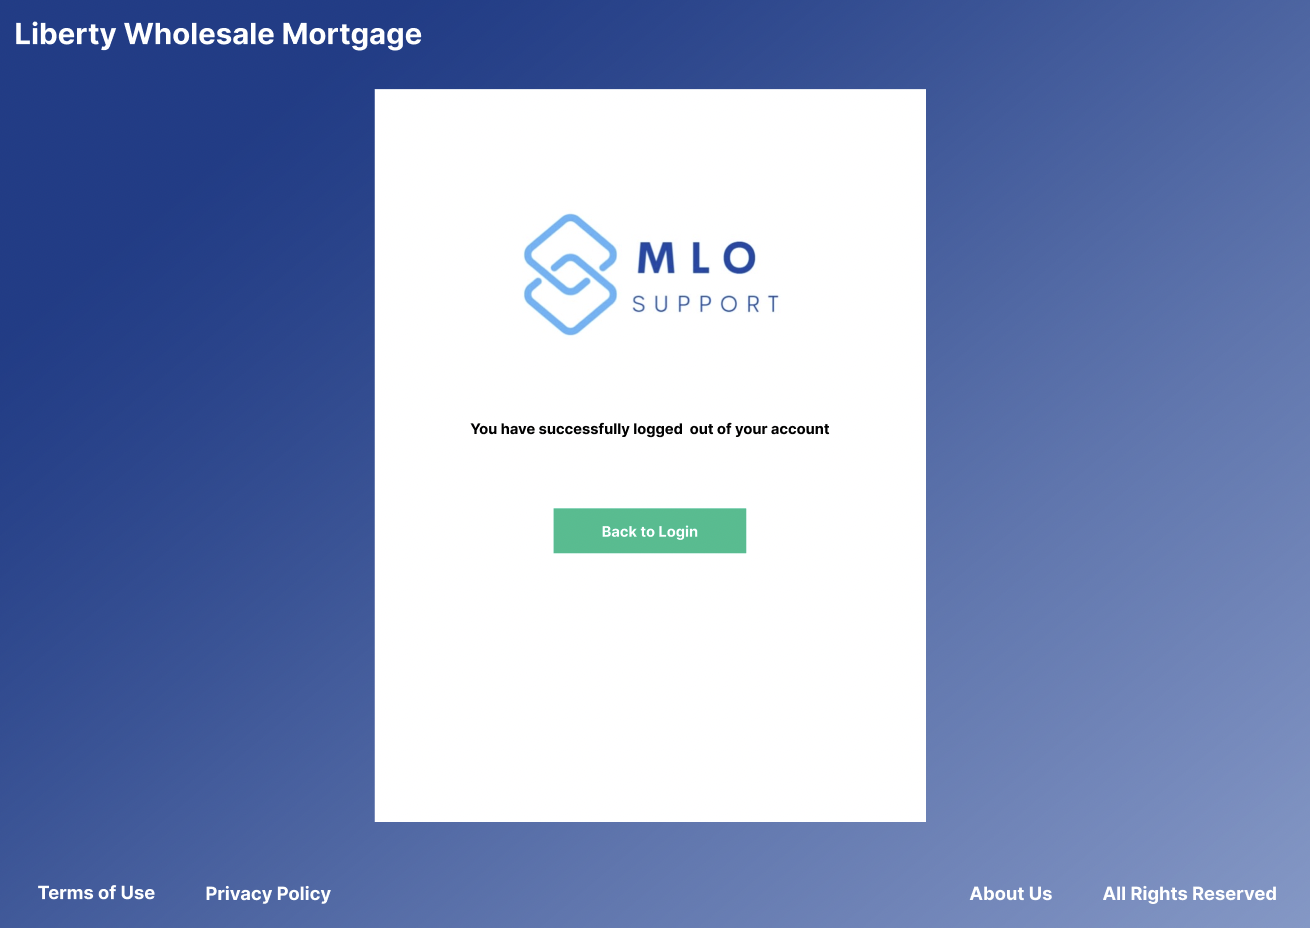 Liberty Wholesale Mortgage
MLO
SUPPORT
You have successfully logged  out of your account
Back to Login
Terms of Use
Privacy Policy
About Us
All Rights Reserved